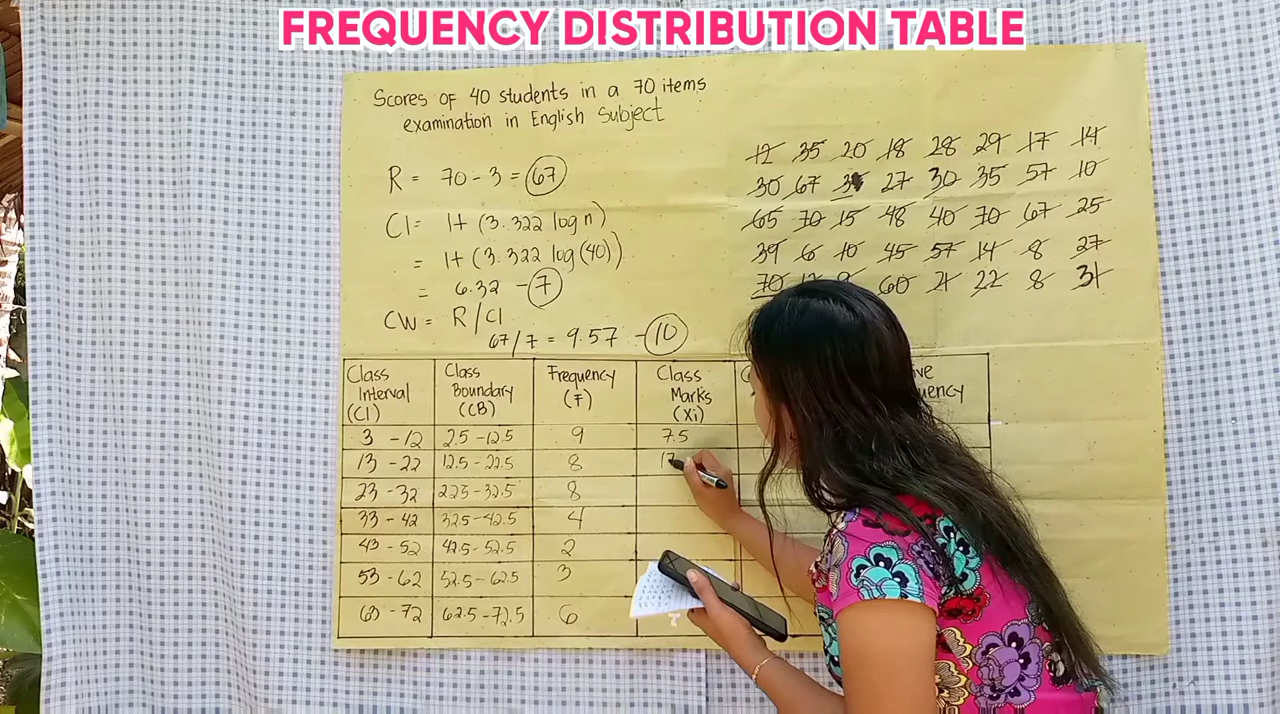 FREQUENCY DISTRIBUTION TABLE
Scores of 40 students in a 70 items
examination in English Subject
R = 70 - 3 = 67
CI = 1+ (3.322 log n)
= 1+ (3.322 log (40))
= 6.32 - 7
CW = R/CI
67/7 = 9.57 - 10
12 35 20 18 28 29 17 14
30 67 27 30 35 57 10
65 70 15 48 40 70 67 25
39 6 10 45 57 14 8 27
70 60 21 22 8 31
Class Interval (CI) Class Boundary (CB) Frequency (F) Class Marks (Xi)
3 - 12 2.5 - 12.5 9 7.5
13 - 22 12.5 - 22.5 8
23 - 32 22.5 - 32.5 8
33 - 42 32.5 - 42.5 4
43 - 52 42.5 - 52.5 2
53 - 62 52.5 - 62.5 3
63 - 72 62.5 - 72.5 6